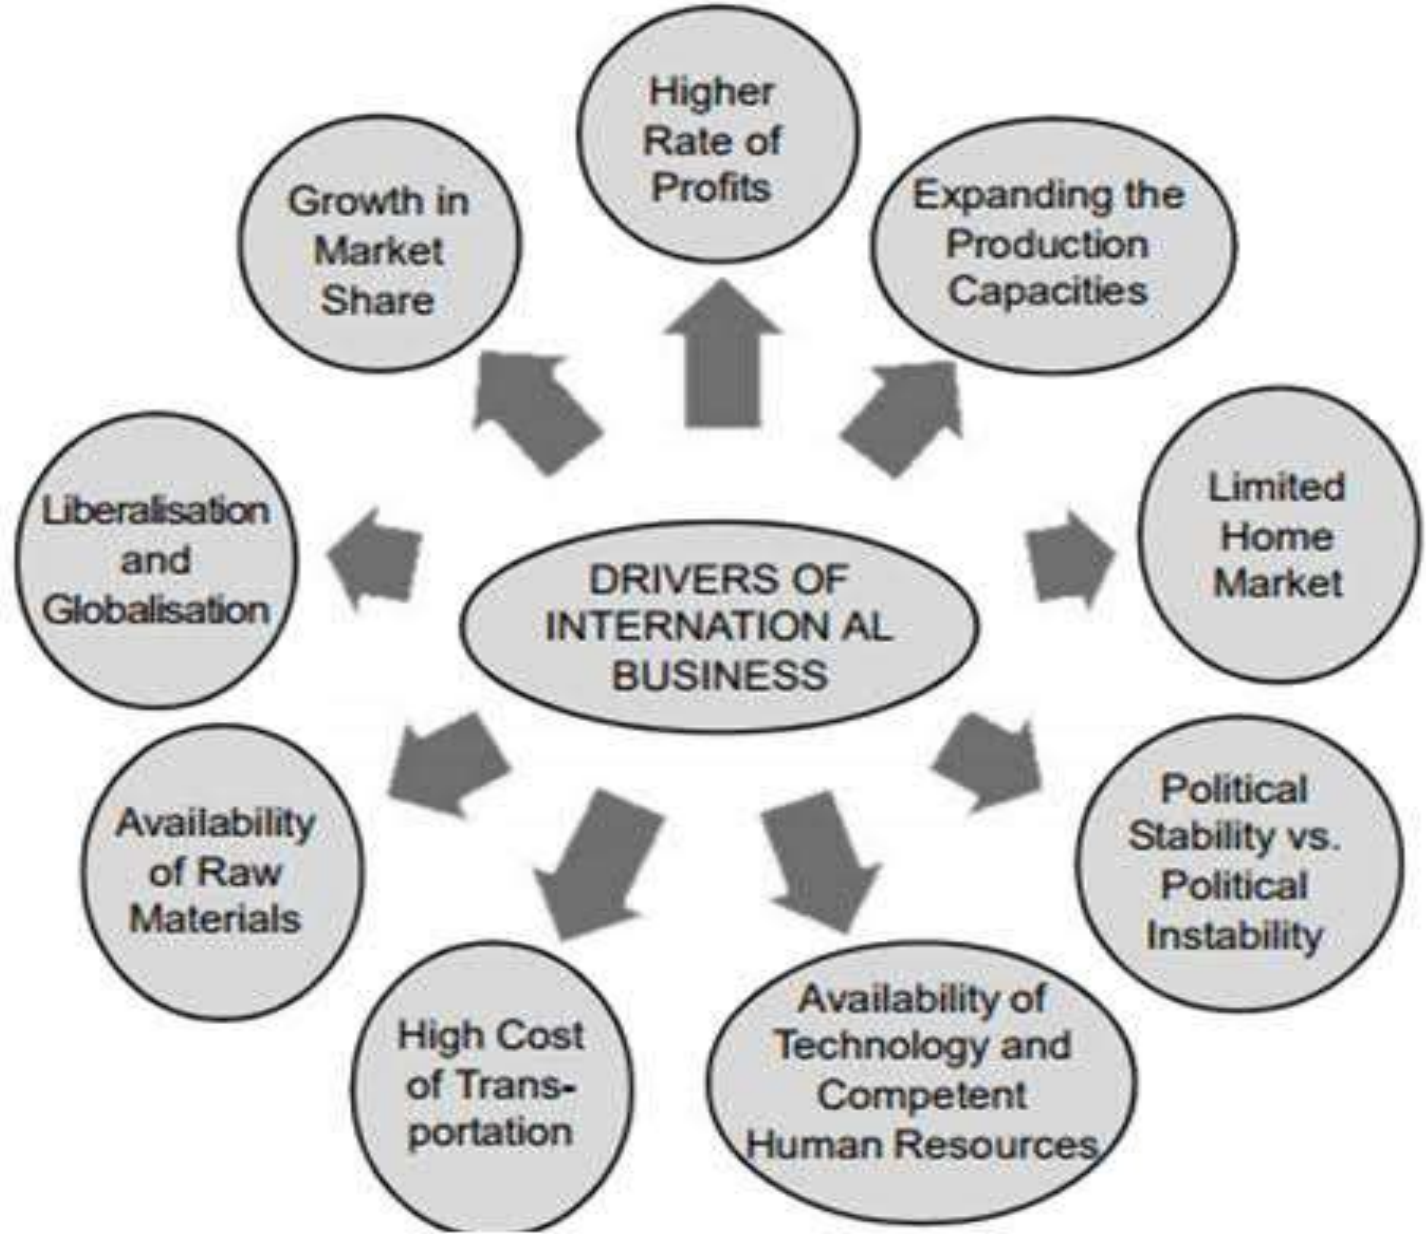 Higher
Rate of
Profits
Growth in
Market
Share
Expanding the
Production
Capacities
Liberalisation
and
Globalisation
Limited
Home
Market
DRIVERS OF
INTERNATION AL
BUSINESS
Availability
of Raw
Materials
Political
Stability vs.
Political
Instability
High Cost
of Trans-
portation
Availability of
Technology and
Competent
Human Resources